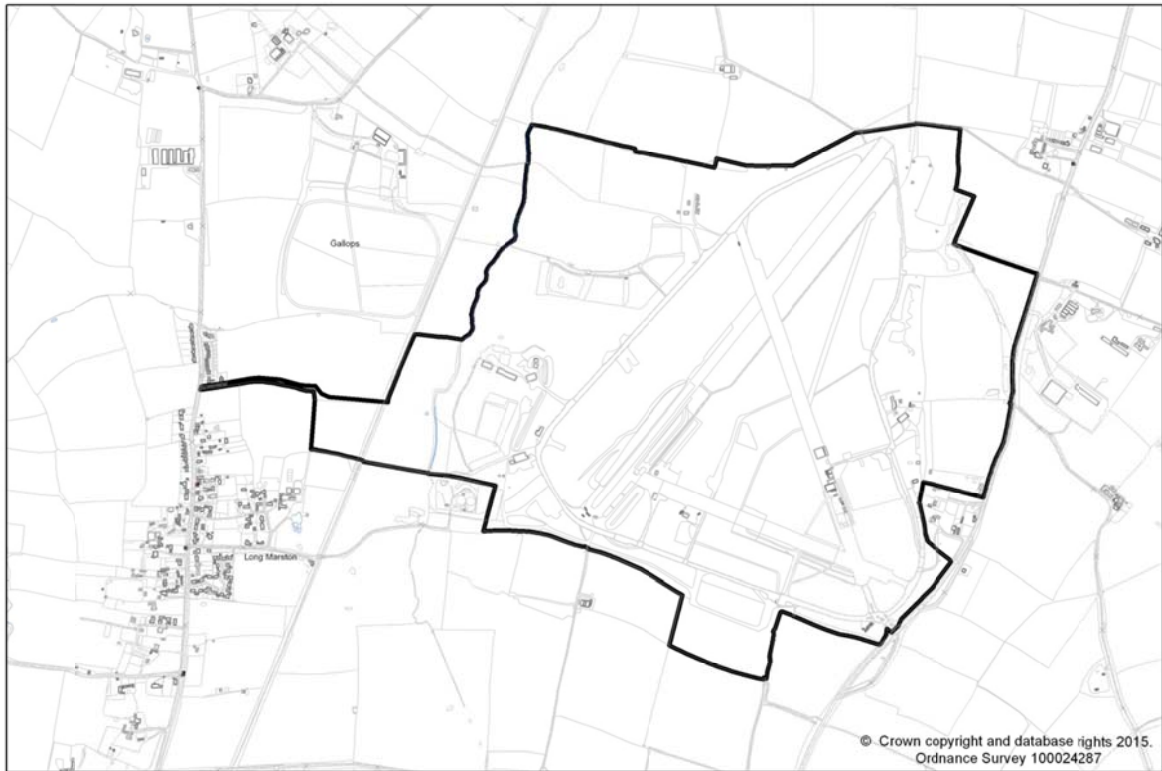 Gallops
Long Marston
© Crown copyright and database rights 2015.
Ordnance Survey 100024287